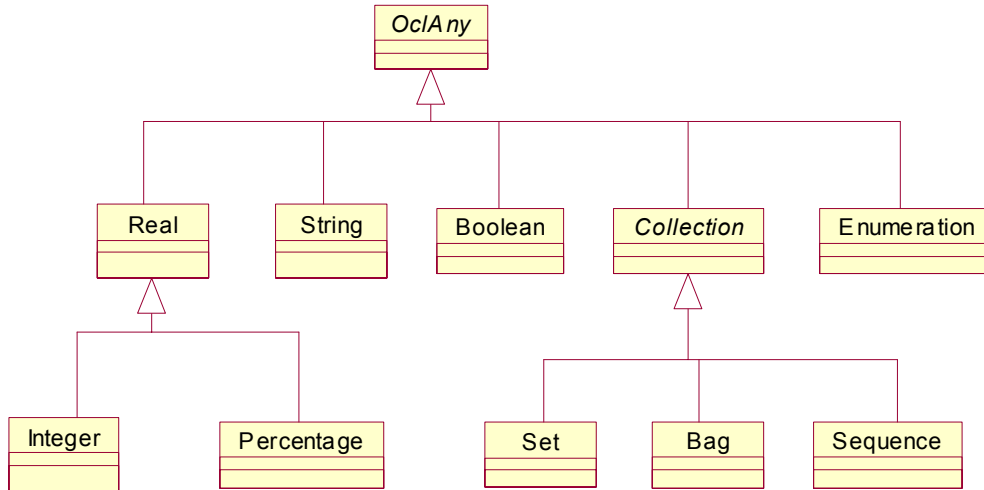 OclAny
Real
String
Boolean
Collection
Enumeration
Integer
Percentage
Set
Bag
Sequence